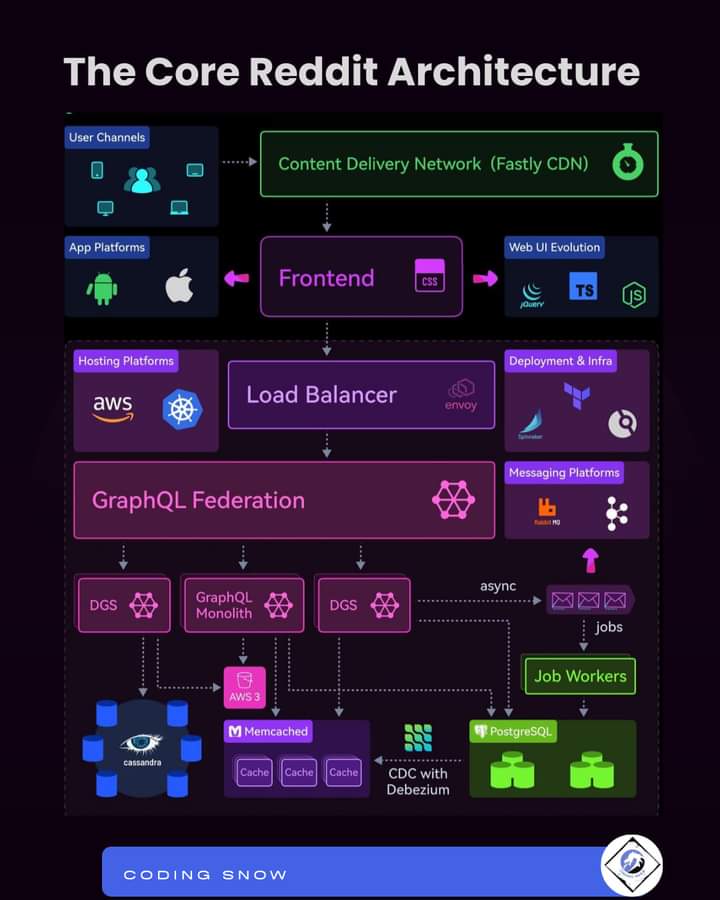 The Core Reddit Architecture
User Channels
Content Delivery Network (Fastly CDN)
App Platforms
Frontend
CSS
Web UI Evolution
jQuery
TS
JS
Hosting Platforms
aws
Load Balancer
envoy
Deployment & Infra
Spinnaker
GraphQL Federation
Messaging Platforms
RabbitMQ
DGS
GraphQL
Monolith
DGS
async
jobs
AWS 3
Job Workers
cassandra
Memcached
Cache
Cache
Cache
CDC with
Debezium
PostgreSQL
CODING SNOW